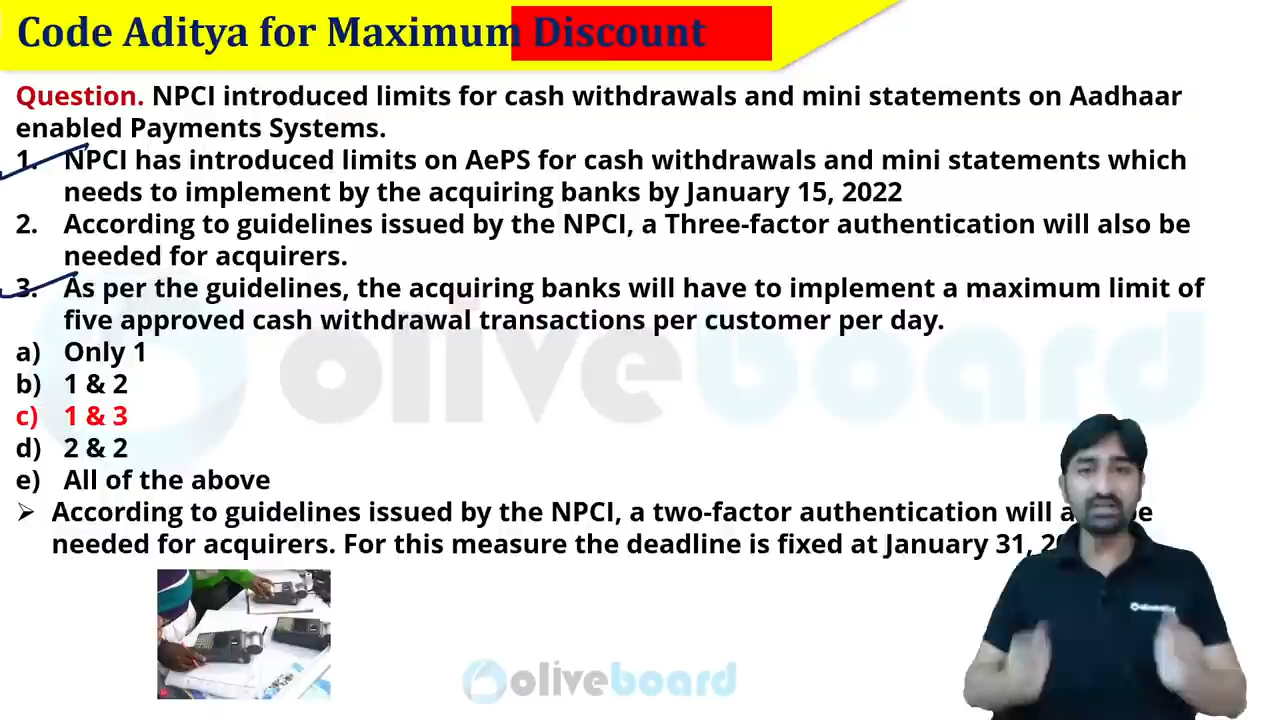 Code Aditya for Maximum Discount
Question. NPCI introduced limits for cash withdrawals and mini statements on Aadhaar
enabled Payments Systems.
1. NPCI has introduced limits on AePS for cash withdrawals and mini statements which
needs to implement by the acquiring banks by January 15, 2022
2. According to guidelines issued by the NPCI, a Three-factor authentication will also be
needed for acquirers.
3. As per the guidelines, the acquiring banks will have to implement a maximum limit of
five approved cash withdrawal transactions per customer per day.
a) Only 1
b) 1 & 2
c) 1 & 3
d) 2 & 2
e) All of the above
➢ According to guidelines issued by the NPCI, a two-factor authentication will
needed for acquirers. For this measure the deadline is fixed at January 31,
oliveboard
oliveboard